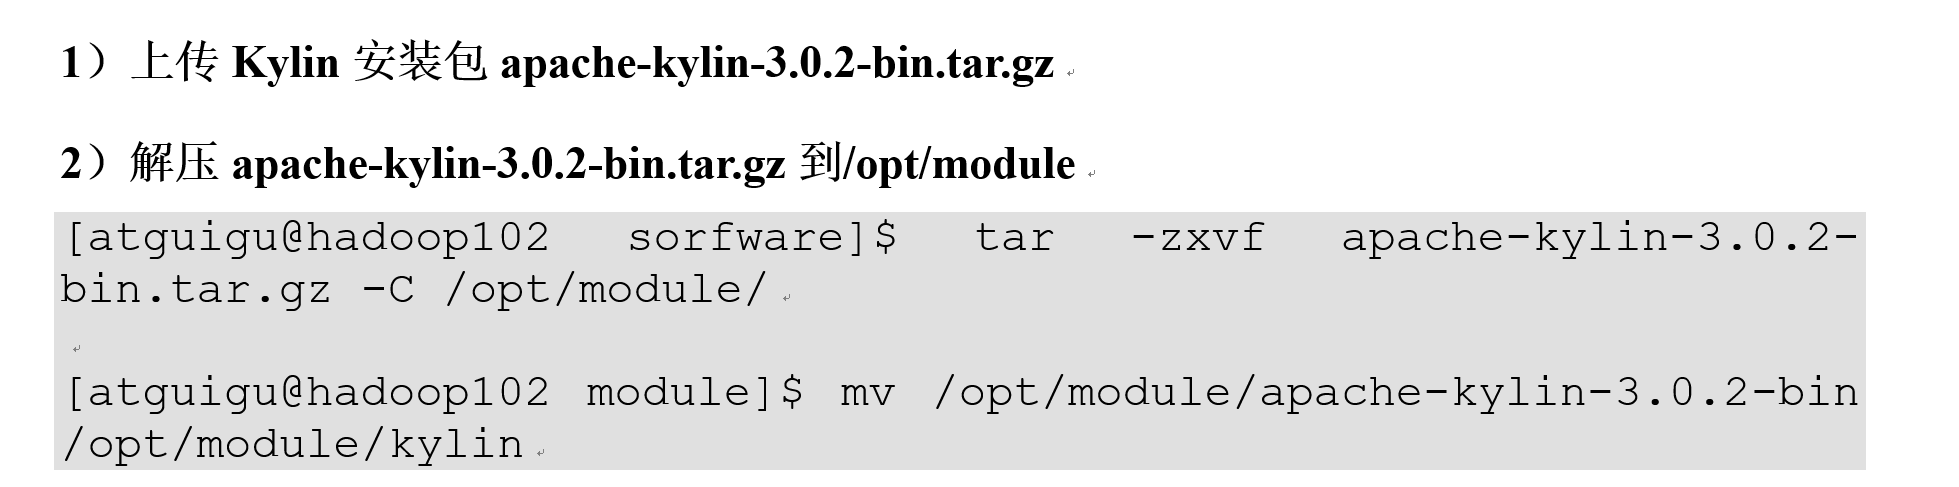 1）上传 Kylin 安装包 apache-kylin-3.0.2-bin.tar.gz
2）解压 apache-kylin-3.0.2-bin.tar.gz 到/opt/module
[atguigu@hadoop102 sorfware]$ tar -zxvf apache-kylin-3.0.2-
bin.tar.gz -C /opt/module/
[atguigu@hadoop102 module]$ mv /opt/module/apache-kylin-3.0.2-bin
/opt/module/kylin